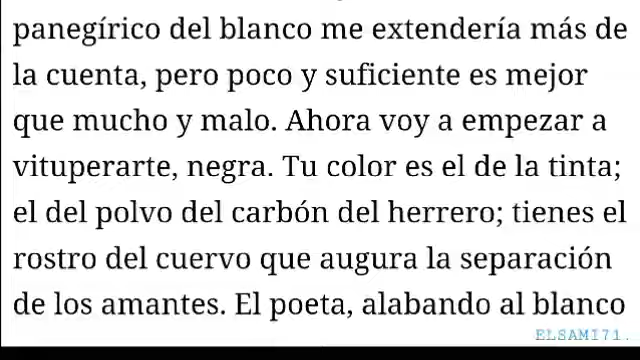 panegírico del blanco me extendería más de
la cuenta, pero poco y suficiente es mejor
que mucho y malo. Ahora voy a empezar a
vituperarte, negra. Tu color es el de la tinta;
el del polvo del carbón del herrero; tienes el
rostro del cuervo que augura la separación
de los amantes. El poeta, alabando al blanco
ELSAMI71.